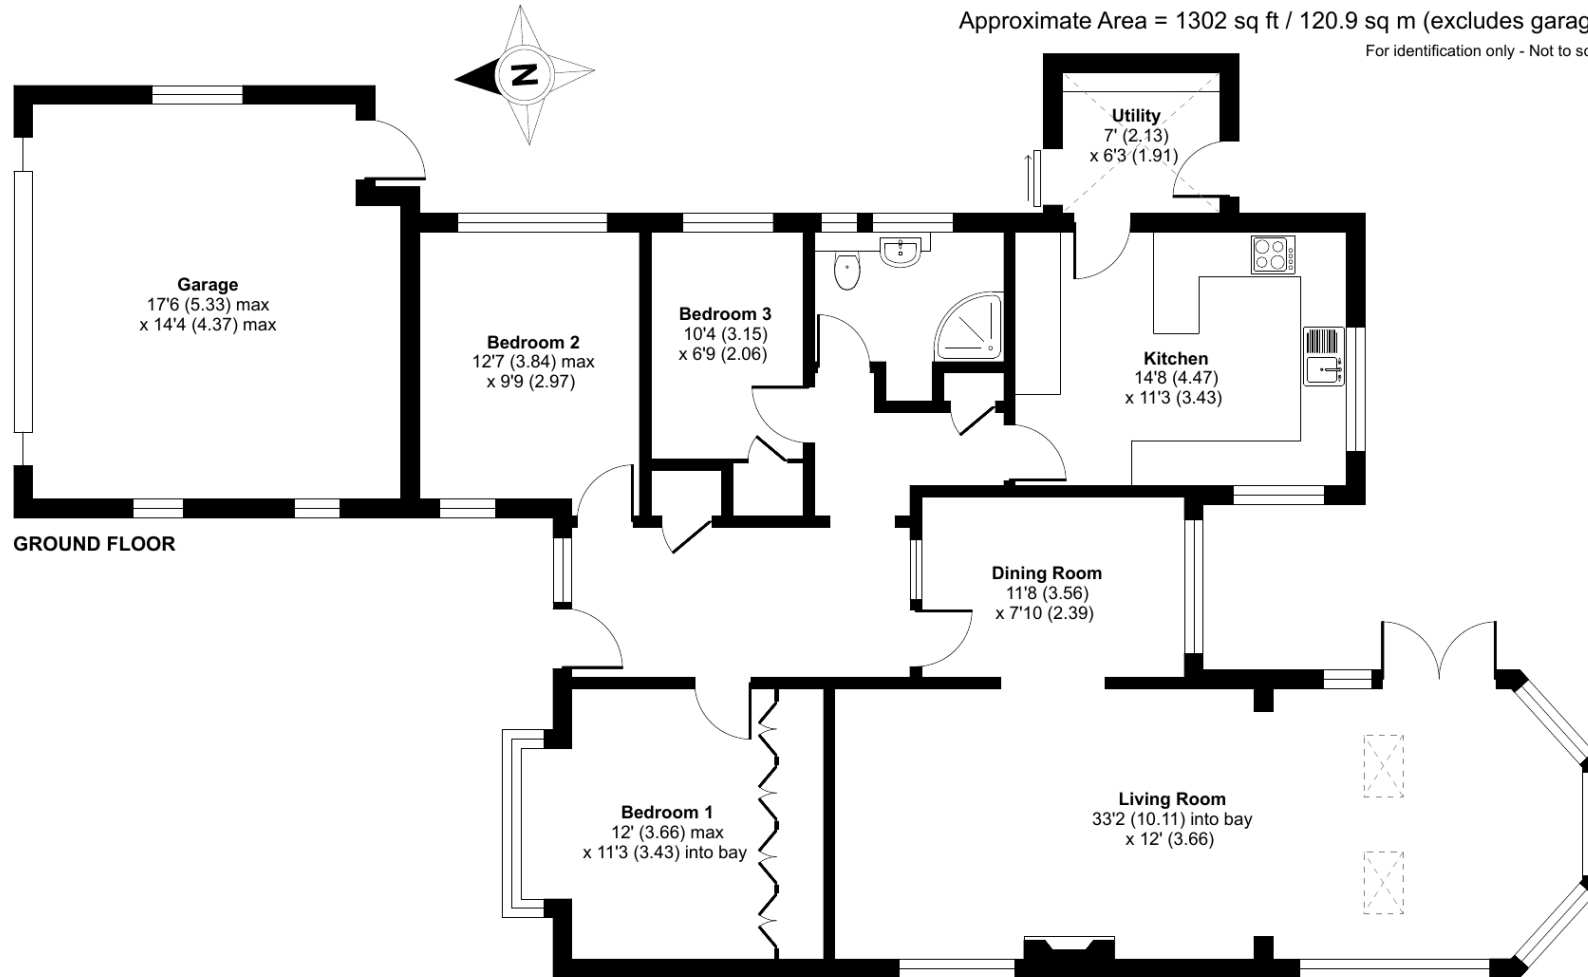 Approximate Area = 1302 sq ft / 120.9 sq m (excludes garag
For identification only - Not to sc
N
Utility
7' (2.13)
x 6'3 (1.91)
Garage
17'6 (5.33) max
x 14'4 (4.37) max
Bedroom 2
12'7 (3.84) max
x 9'9 (2.97)
Bedroom 3
10'4 (3.15)
x 6'9 (2.06)
Kitchen
14'8 (4.47)
x 11'3 (3.43)
GROUND FLOOR
Dining Room
11'8 (3.56)
x 7'10 (2.39)
Bedroom 1
12' (3.66) max
x 11'3 (3.43) into bay
Living Room
33'2 (10.11) into bay
x 12' (3.66)